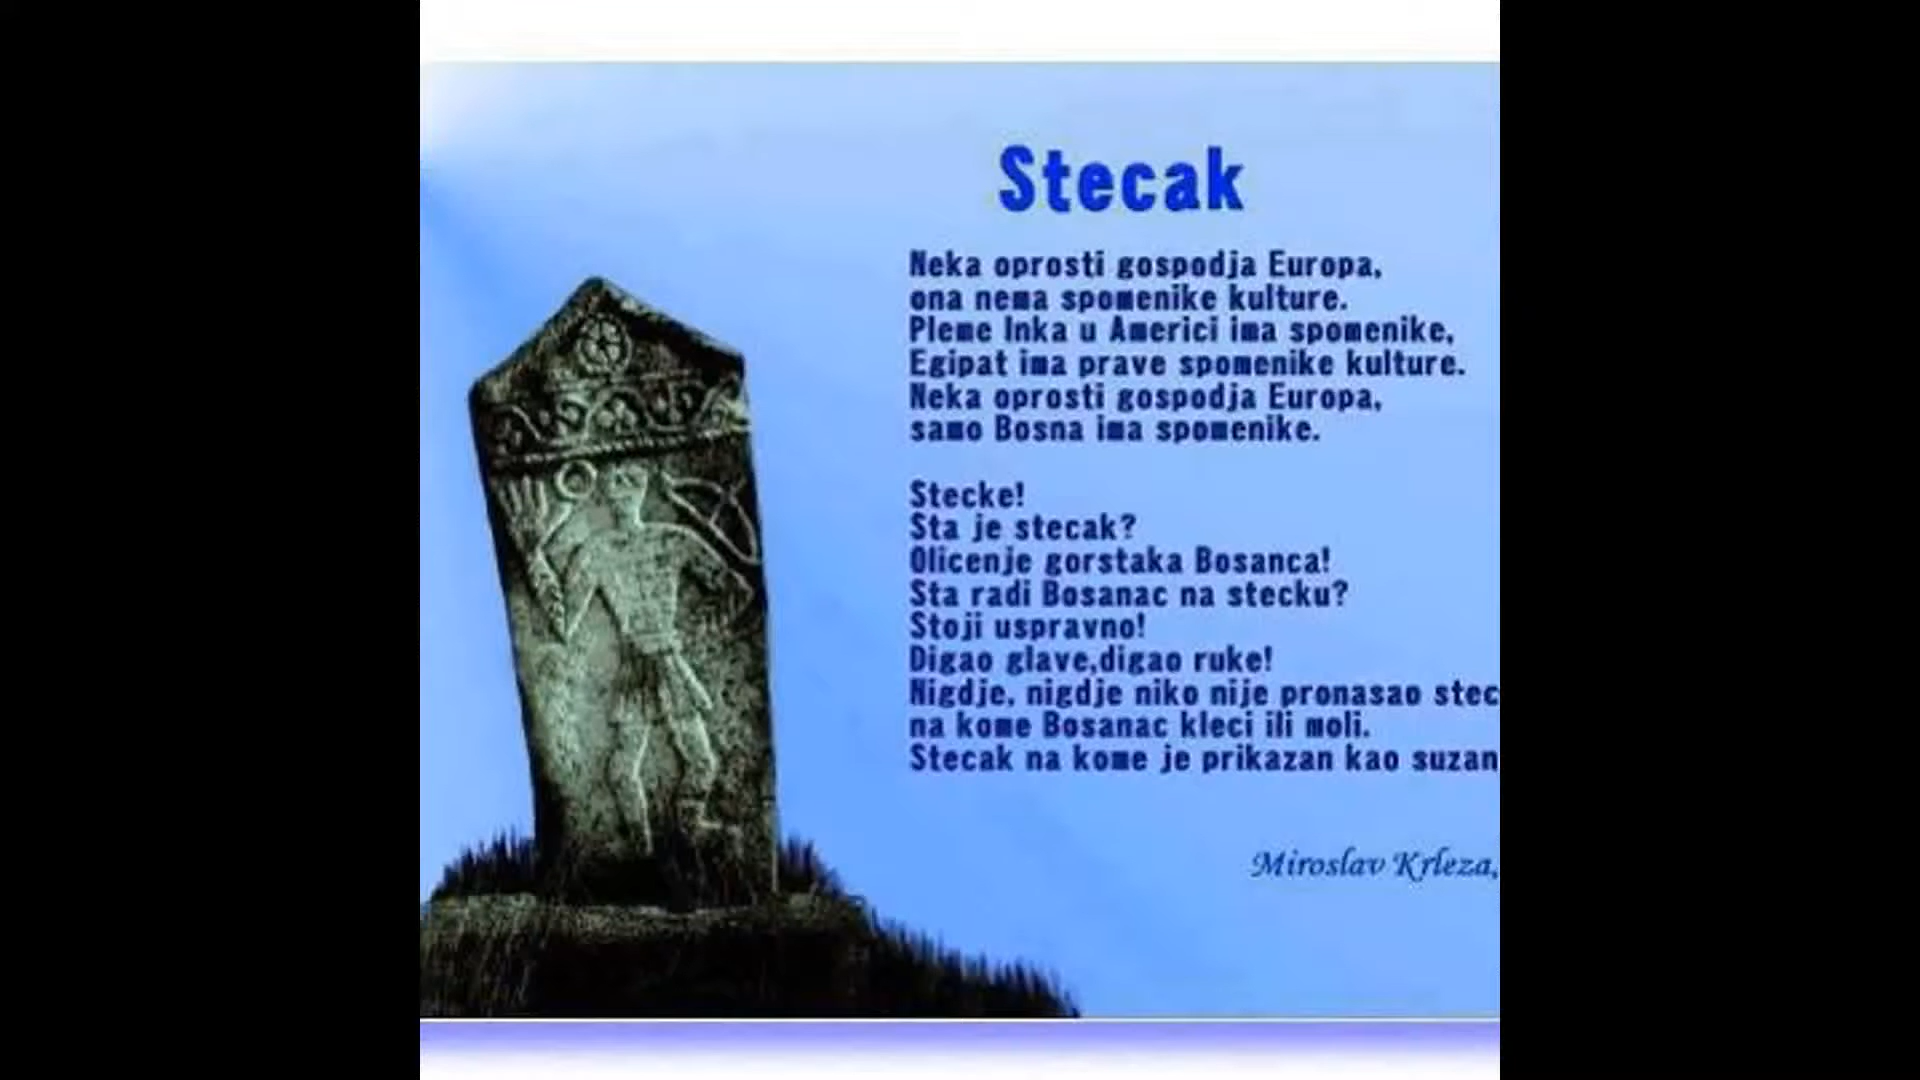 Stecak
Neka oprosti gospodja Europa,
ona nema spomenike kulture.
Pleme Inka u Americi ima spomenike,
Egipat ima prave spomenike kulture.
Neka oprosti gospodja Europa,
samo Bosna ima spomenike.
Stecke!
Sta je stecak?
Olicenje gorstaka Bosanca!
Sta radi Bosanac na stecku?
Stoji uspravno!
Digao glave,digao ruke!
Nigdje, nigdje niko nije pronasao stec
na kome Bosanac kleci ili moli.
Stecak na kome je prikazan kao suzan
Miroslav Krleza,